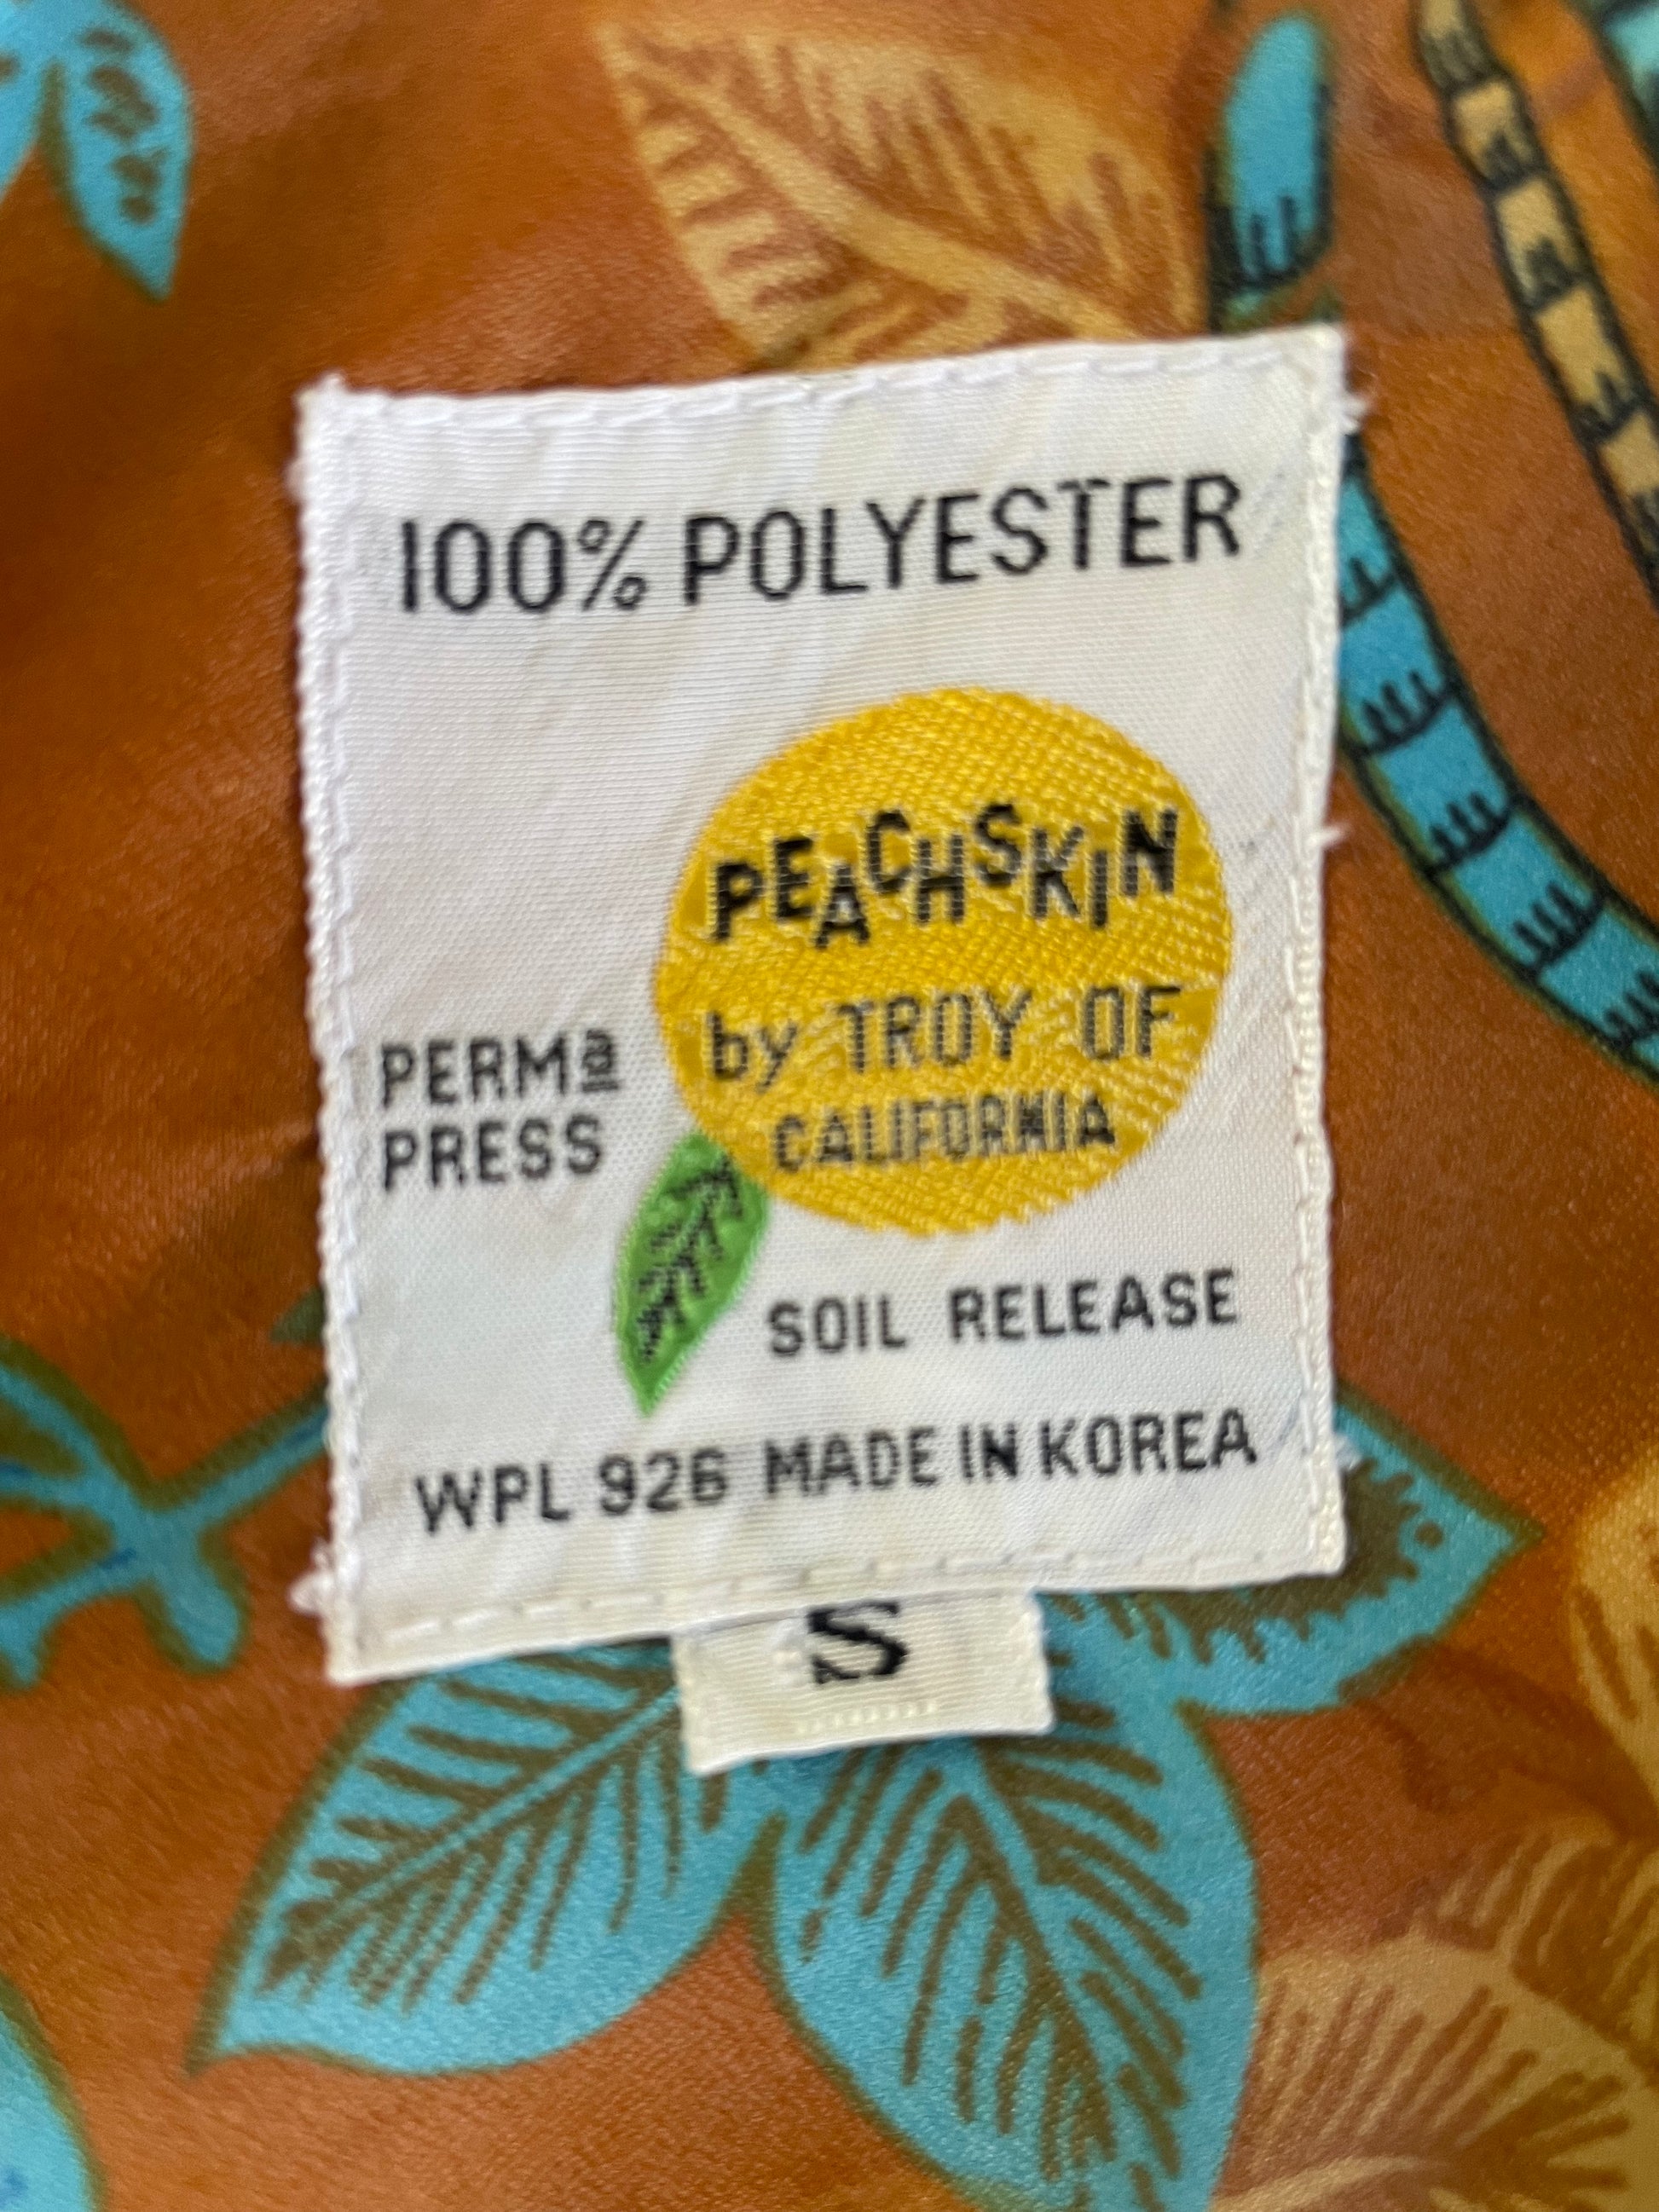 100% POLYESTER
PEACHSKIN
by TROY OF
CALIFORNIA
PERMa
PRESS
SOIL RELEASE
WPL 926 MADE IN KOREA
S